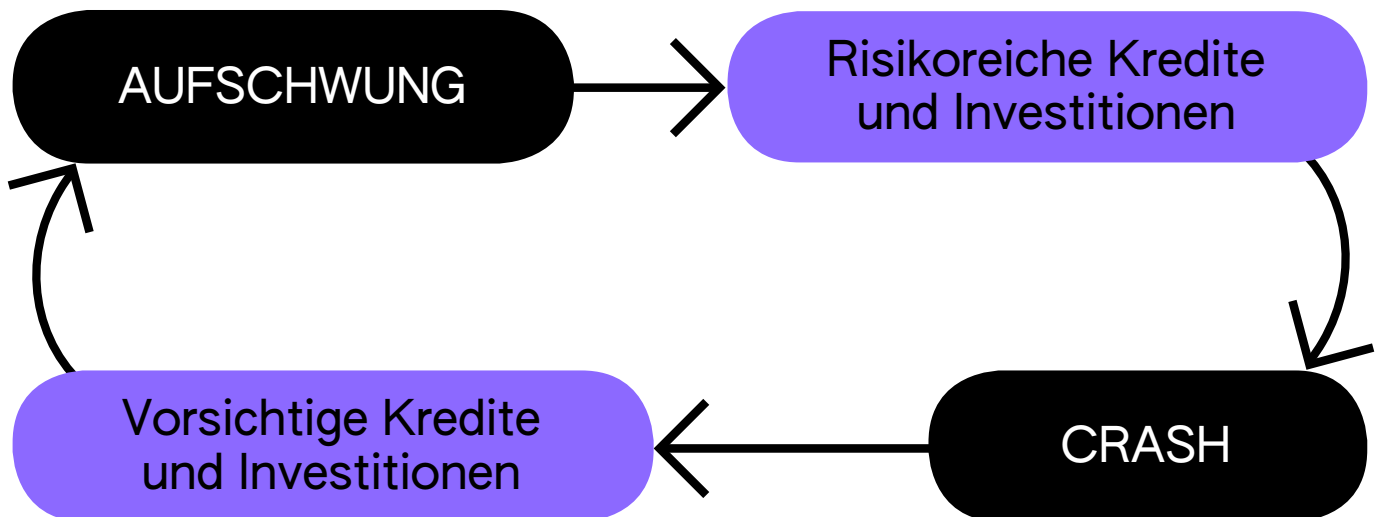 AUFSCHWUNG
Risikoreiche Kredite
und Investitionen
Vorsichtige Kredite
und Investitionen
CRASH